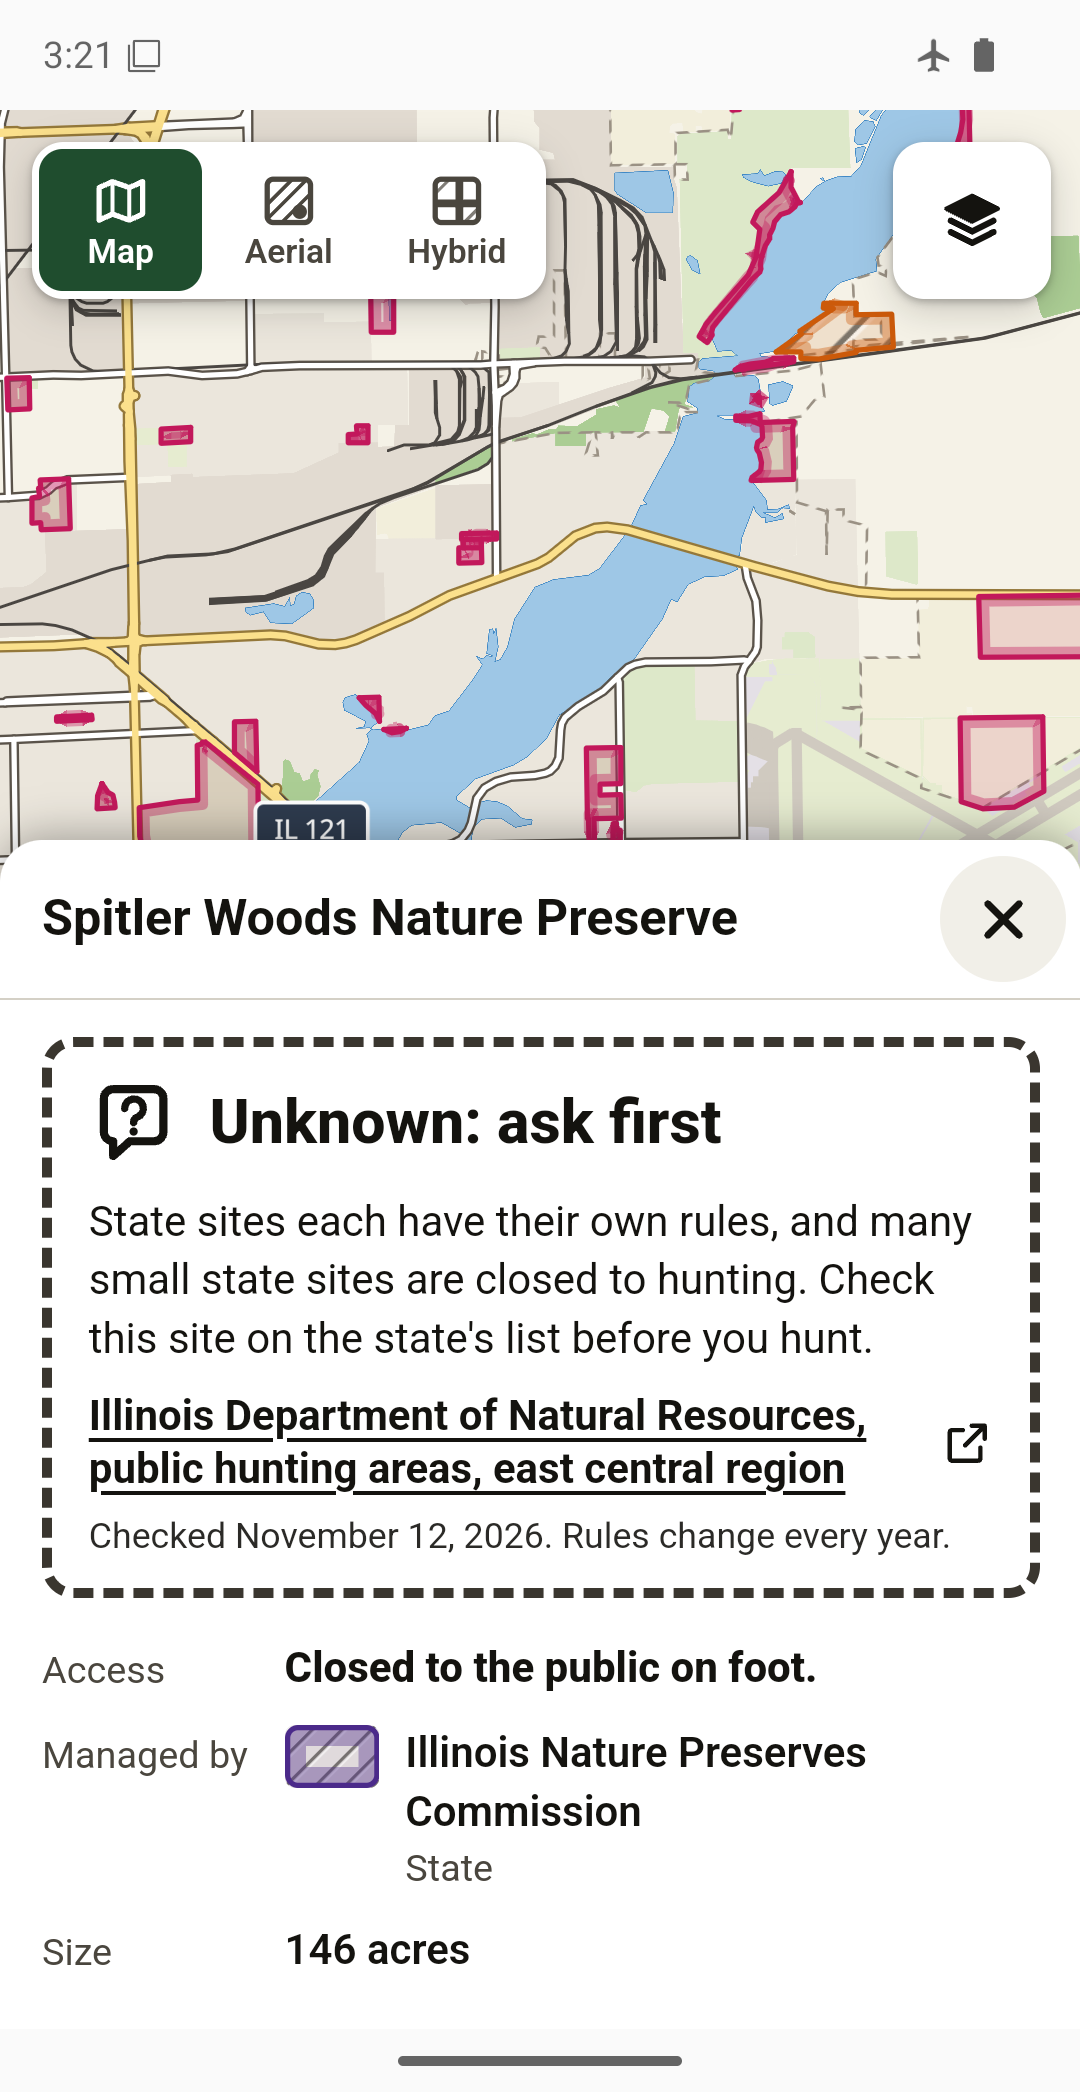 3:21
Map
Aerial
Hybrid
IL 121
Spitler Woods Nature Preserve
Unknown: ask first
State sites each have their own rules, and many
small state sites are closed to hunting. Check
this site on the state's list before you hunt.
Illinois Department of Natural Resources,
public hunting areas, east central region
Checked November 12, 2026. Rules change every year.
Access
Closed to the public on foot.
Managed by
Illinois Nature Preserves
Commission
State
Size
146 acres